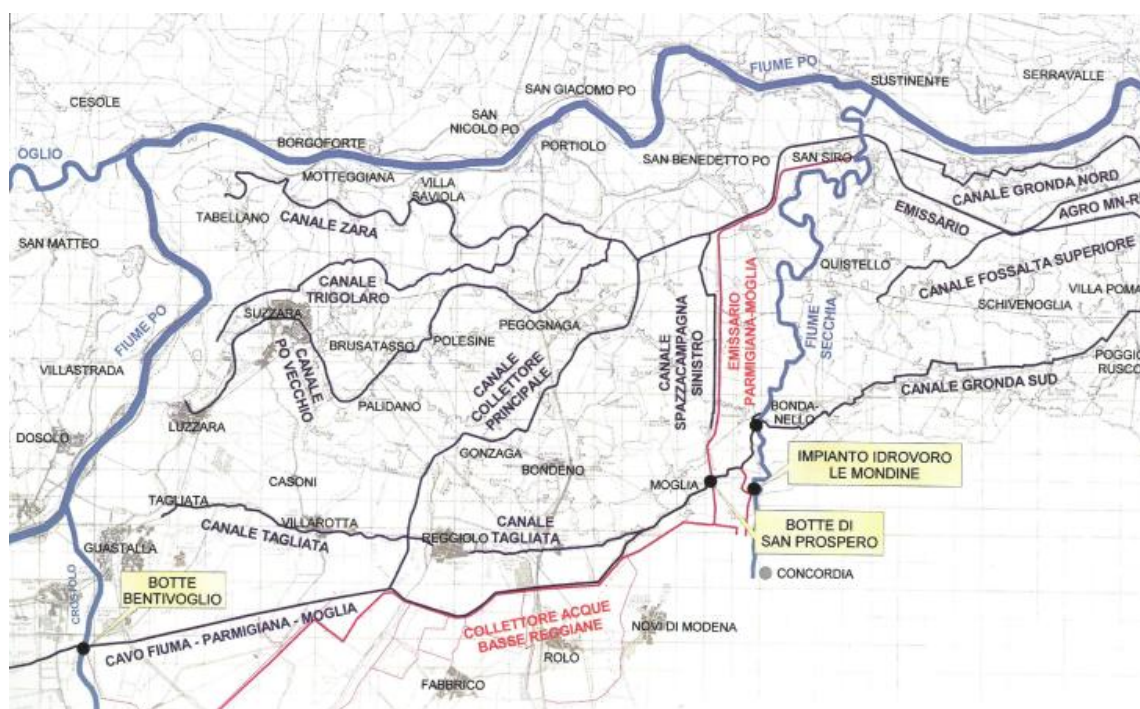 FIUME PO
SUSTINENTE
SERRAVALLE
CESOLE
SAN GIACOMO PO
SAN
NICOLO PO
BORGOFORTE
PORTIOLO
OGLIO
SAN BENEDETTO PO
SAN SIRO
MOTTEGGIANA
VILLA
SAVIOLA
CANALE GRONDA NORD
TABELLANO
CANALE ZARA
EMISSARIO
AGRO MN-R
SAN MATTEO
QUISTELLO
CANALE FOSSALTA SUPERIORE
CANALE
TRIGOLARO
EMISSARIO
PARMIGIANA-MOGLIA
SCHIVENOGLIA
VILLA POMA
SUZZARA
FIUME PO
FIUME
SECCHIA
PEGOGNAGA
BRUSATASSO
POLESINE
CANALE
PO VECCHIO
CANALE
COLLETTORE
PRINCIPALE
CANALE
SPAZZACAMPAGNA
SINISTRO
POGGIO
RUSCO
VILLASTRADA
CANALE GRONDA SUD
PALIDANO
LUZZARA
BONDA-
NELLO
DOSOLO
GONZAGA
BONDENO
IMPIANTO IDROVORO
LE MONDINE
CASONI
MOGLIA
TAGLIATA
CANALE TAGLIATA
VILLAROTTA
CANALE
TAGLIATA
REGGIOLO
BOTTE DI
SAN PROSPERO
GUASTALLA
CONCORDIA
BOTTE
BENTIVOGLIO
CROSTOLO
CAVO FIUMA - PARMIGIANA - MOGLIA
COLLETTORE ACQUE
BASSE REGGIANE
NOVI DI MODENA
ROLO
FABBRICO